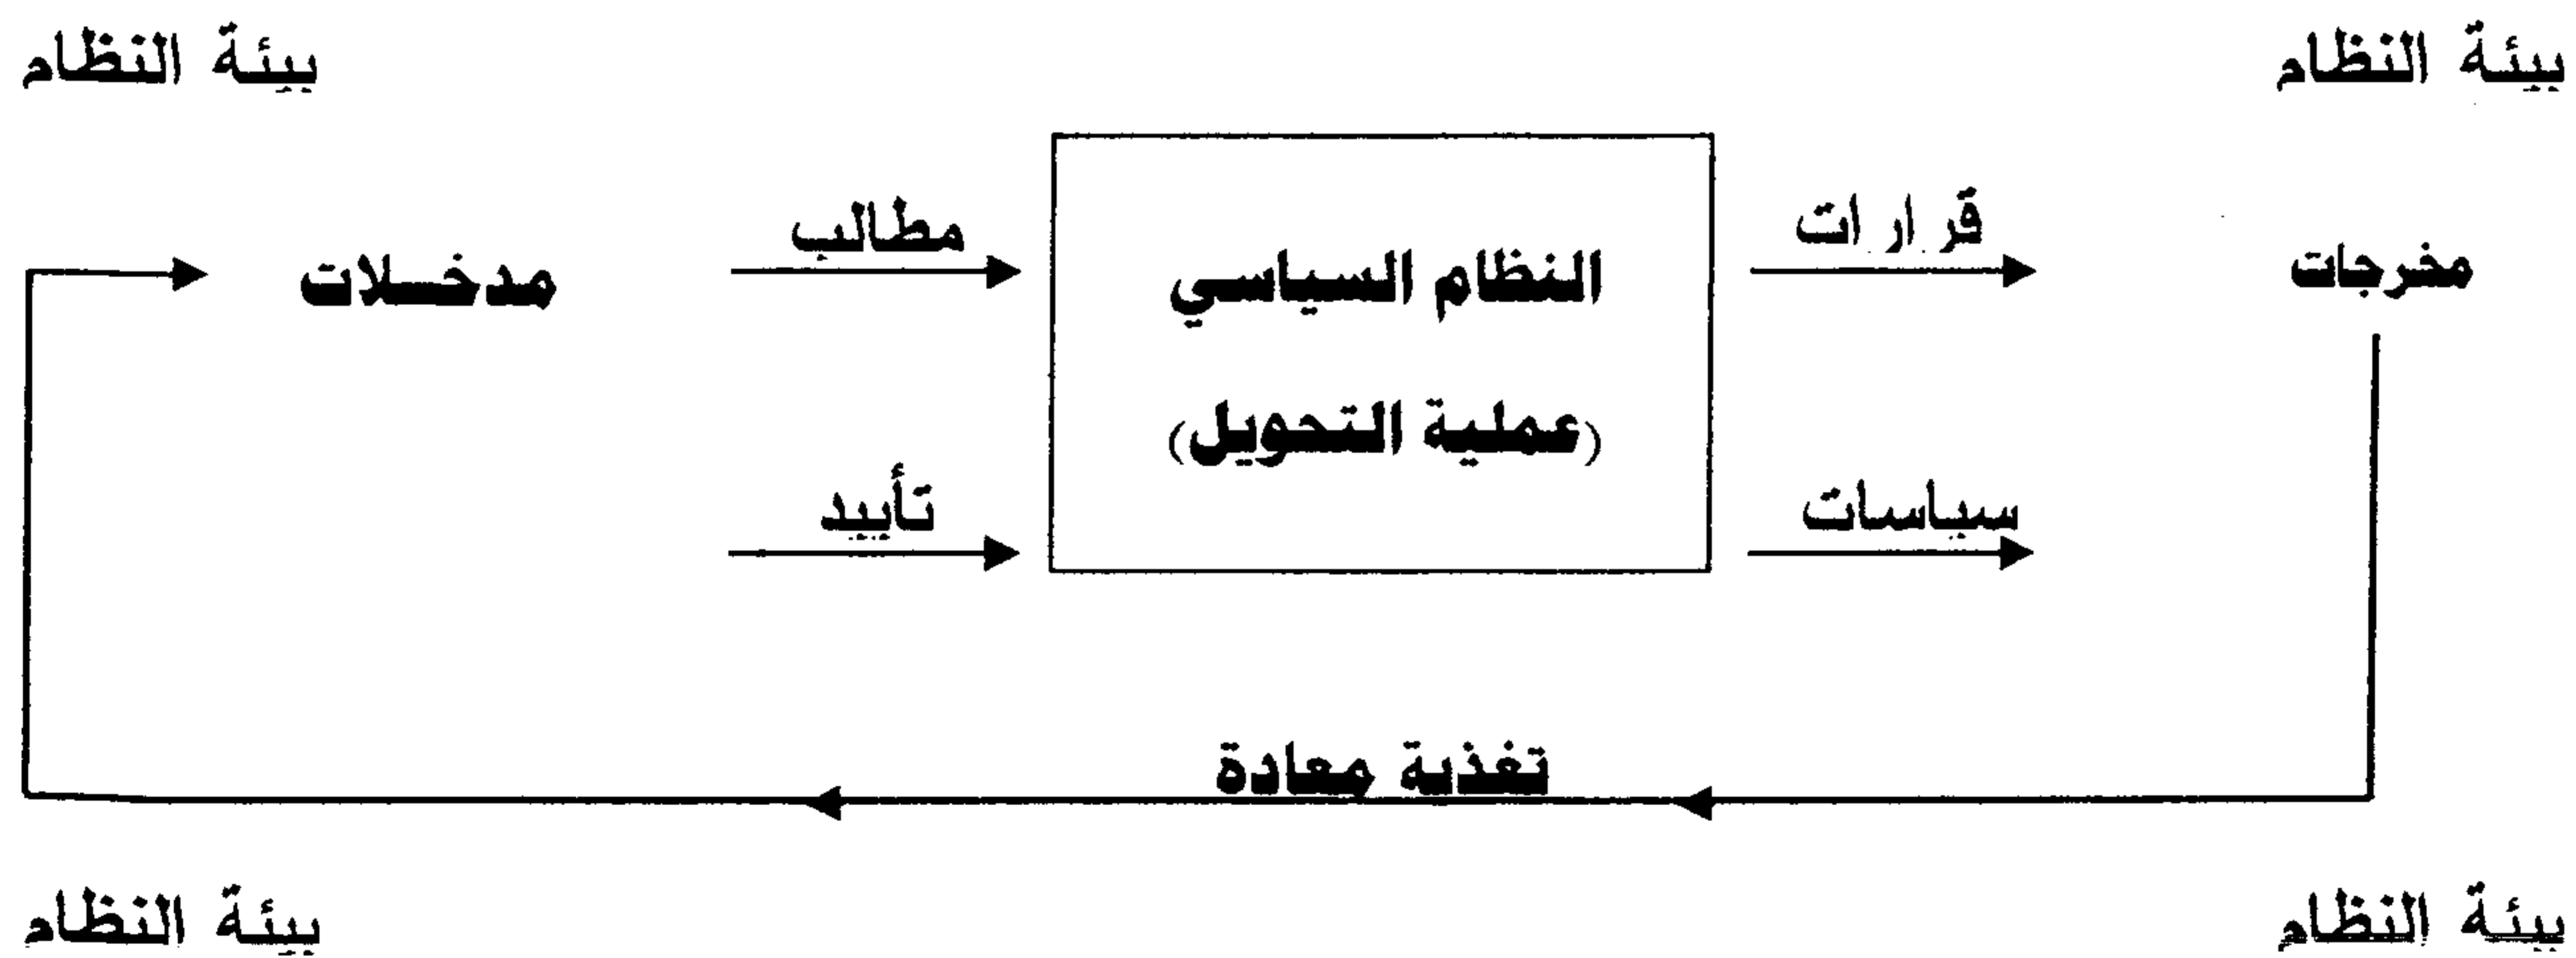 بيئة النظام
بيئة النظام
مطالب
قرارات
مدخلات
النظام السياسي
مخرجات
(عملية التحويل)
تأييد
سياسات
تغذية معادة
بيئة النظام
بيئة النظام